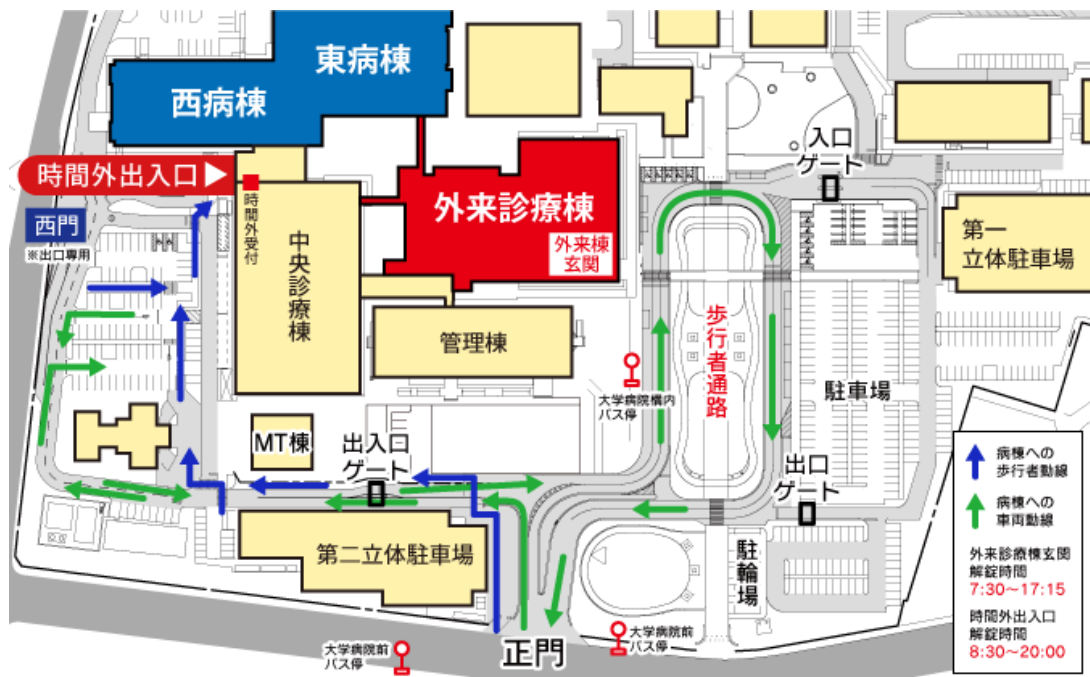 東病棟
西病棟
時間外出入口▶
西門
※出口専用
時間外受付
中央診療棟
外来診療棟
外来棟
玄関
管理棟
MT棟
出入口
ゲート
第二立体駐車場
大学病院構内
バス停
歩行者通路
入口
ゲート
第一
立体駐車場
駐車場
出口
ゲート
駐輪場
大学病院前
バス停
正門
大学病院前
バス停
病棟への
歩行者動線
病棟への
車両動線
外来診療棟玄関
解錠時間
7:30～17:15
時間外出入口
解錠時間
8:30～20:00